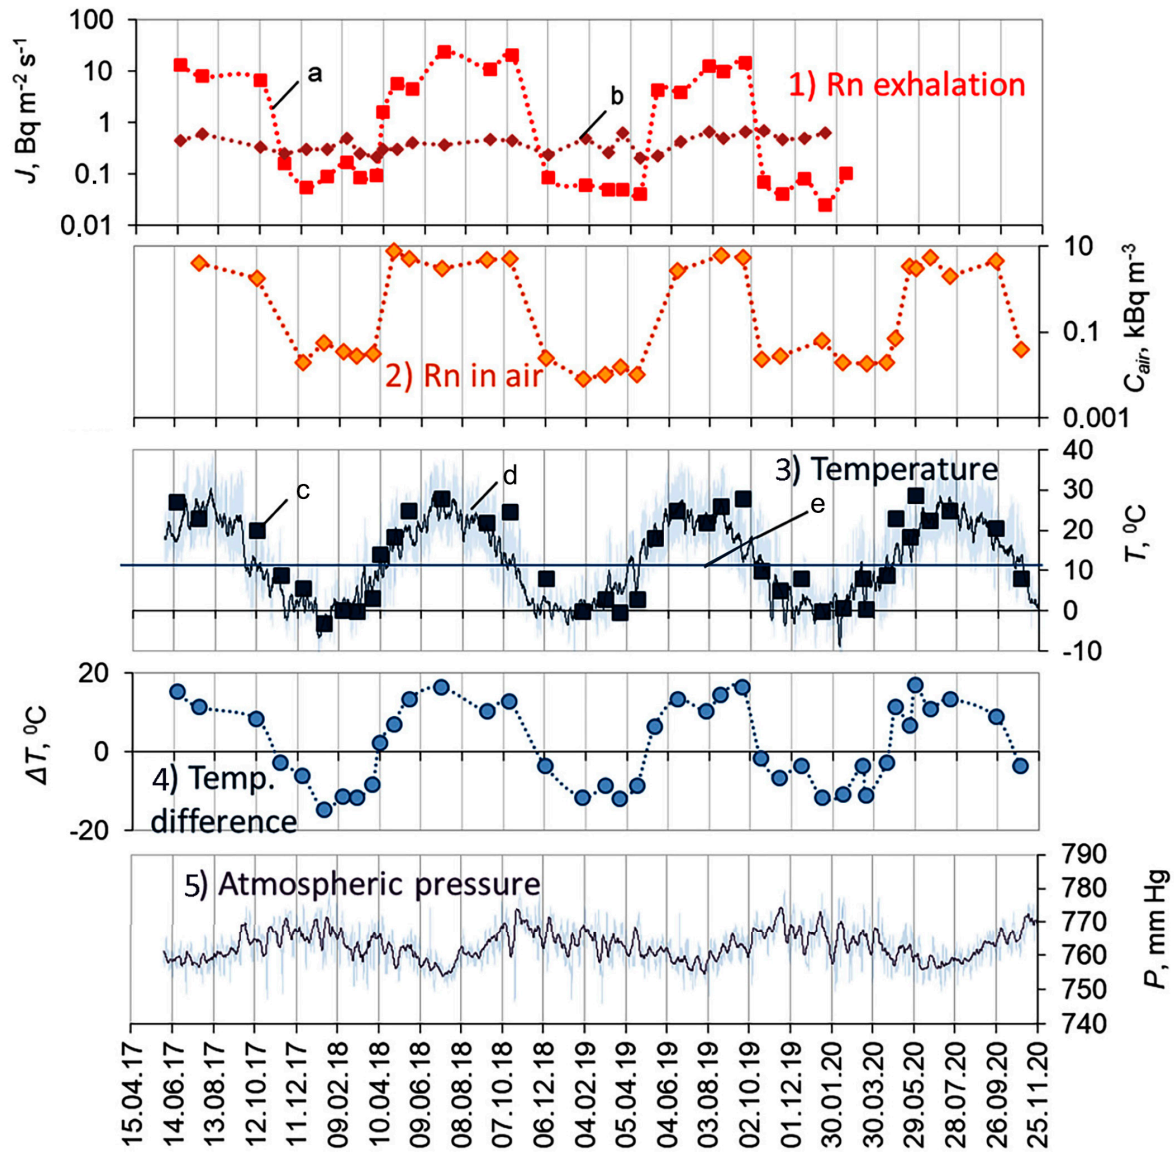 100
10
1
0.1
0.01
J, Bq m⁻² s⁻¹
a
b
1) Rn exhalation
10
0.1
0.001
C_air, kBq m⁻³
2) Rn in air
40
30
20
10
0
-10
T, ⁰C
3) Temperature
c
d
e
20
0
-20
ΔT, ⁰C
4) Temp.
difference
790
780
770
760
750
740
P, mm Hg
5) Atmospheric pressure
15.04.17
14.06.17
13.08.17
12.10.17
11.12.17
09.02.18
10.04.18
09.06.18
08.08.18
07.10.18
06.12.18
04.02.19
05.04.19
04.06.19
03.08.19
02.10.19
01.12.19
30.01.20
30.03.20
29.05.20
28.07.20
26.09.20
25.11.20